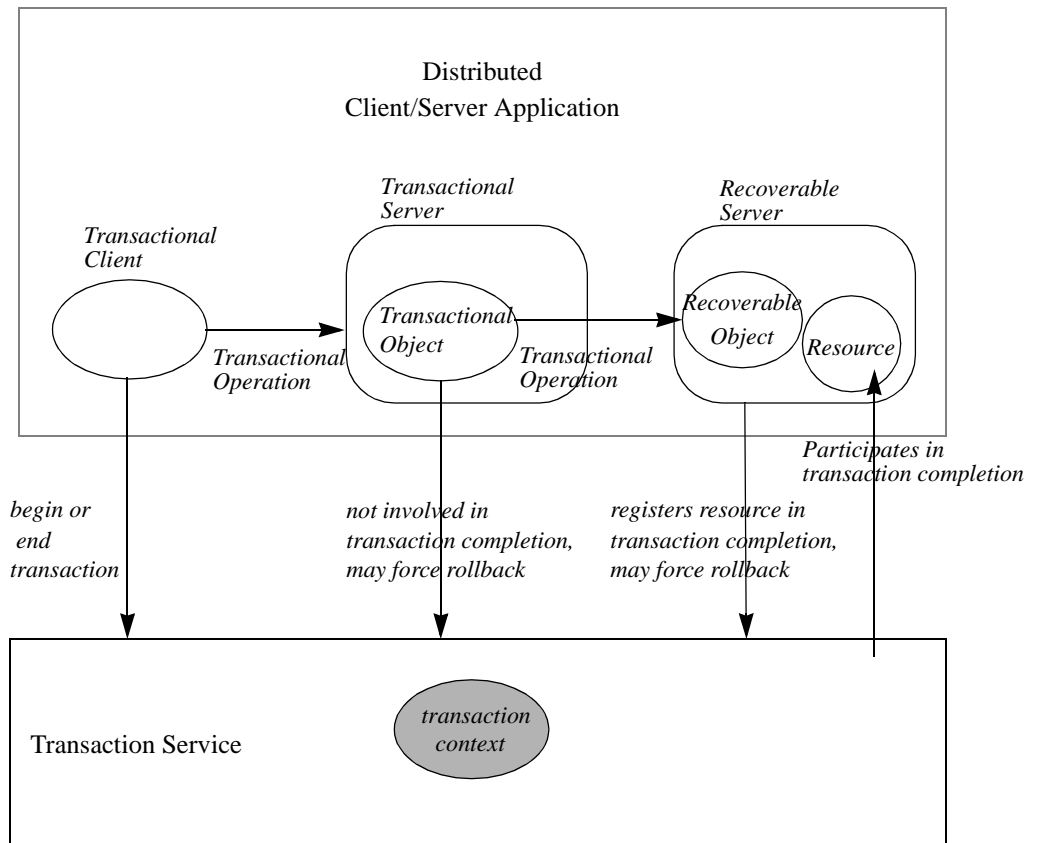 Distributed
Client/Server Application
Transactional
Server
Recoverable
Server
Transactional
Client
Transactional
Object
Recoverable
Object
Resource
Transactional
Operation
Transactional
Operation
Participates in
transaction completion
begin or
end
transaction
not involved in
transaction completion,
may force rollback
registers resource in
transaction completion,
may force rollback
transaction
context
Transaction Service